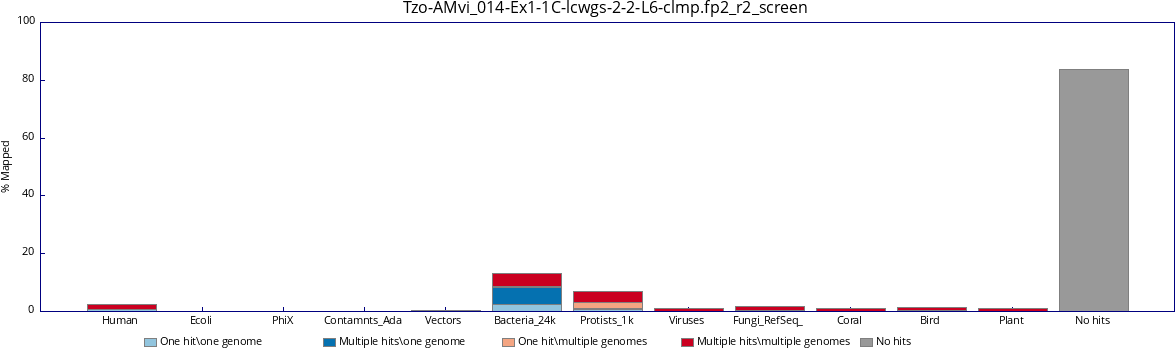 Tzo-AMvi_014-Ex1-1C-lcwgs-2-2-L6-clmp.fp2_r2_screen
100
80
60
40
20
0
% Mapped
Human Ecoli PhiX Contamnts_Ada Vectors Bacteria_24k Protists_1k Viruses Fungi_RefSeq_ Coral Bird Plant No hits
One hit\one genome Multiple hits\one genome One hit\multiple genomes Multiple hits\multiple genomes No hits